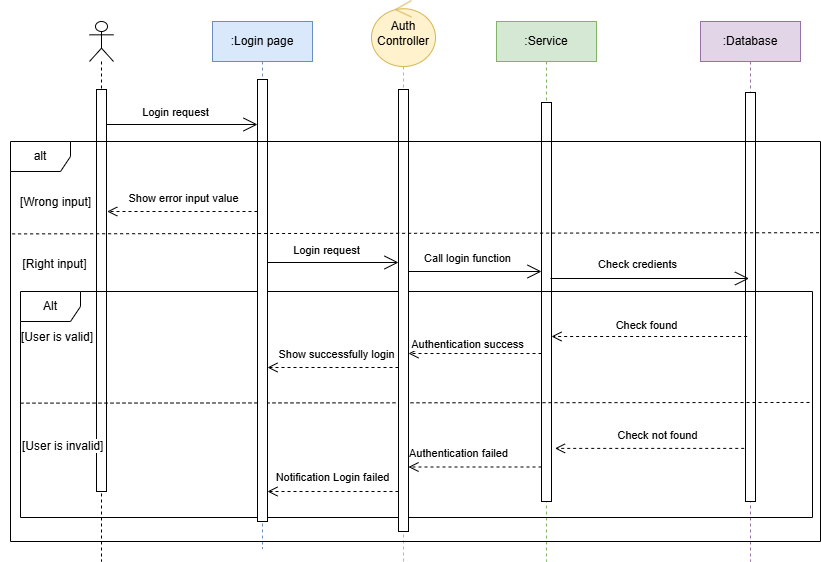 :Login page
Auth
Controller
:Service
:Database
Login request
alt
[Wrong input]
Show error input value
[Right input]
Login request
Call login function
Check credients
Alt
[User is valid]
Check found
Authentication success
Show successfully login
[User is invalid]
Check not found
Authentication failed
Notification Login failed